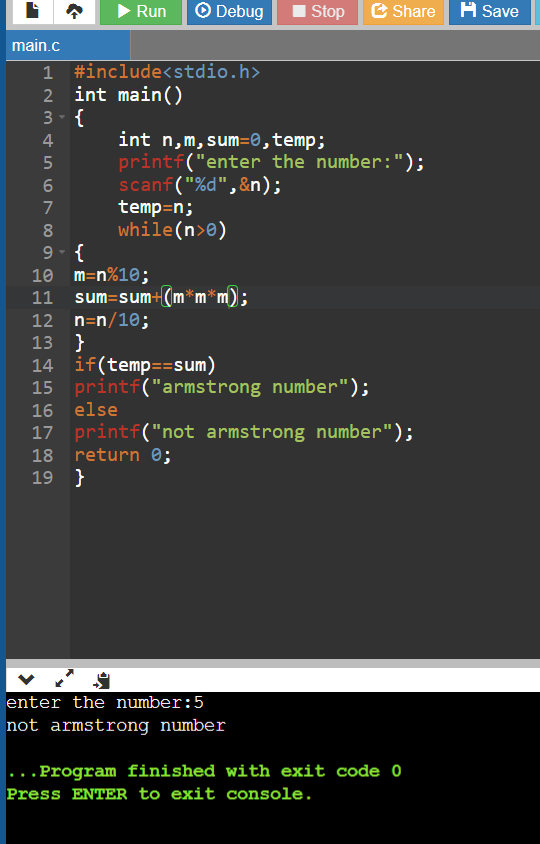 Run Debug Stop Share Save
main.c
1 #include<stdio.h>
2 int main()
3 {
4     int n,m,sum=0,temp;
5     printf("enter the number:");
6     scanf("%d",&n);
7     temp=n;
8     while(n>0)
9 {
10 m=n%10;
11 sum=sum+(m*m*m);
12 n=n/10;
13 }
14 if(temp==sum)
15 printf("armstrong number");
16 else
17 printf("not armstrong number");
18 return 0;
19 }
enter the number:5
not armstrong number
...Program finished with exit code 0
Press ENTER to exit console.